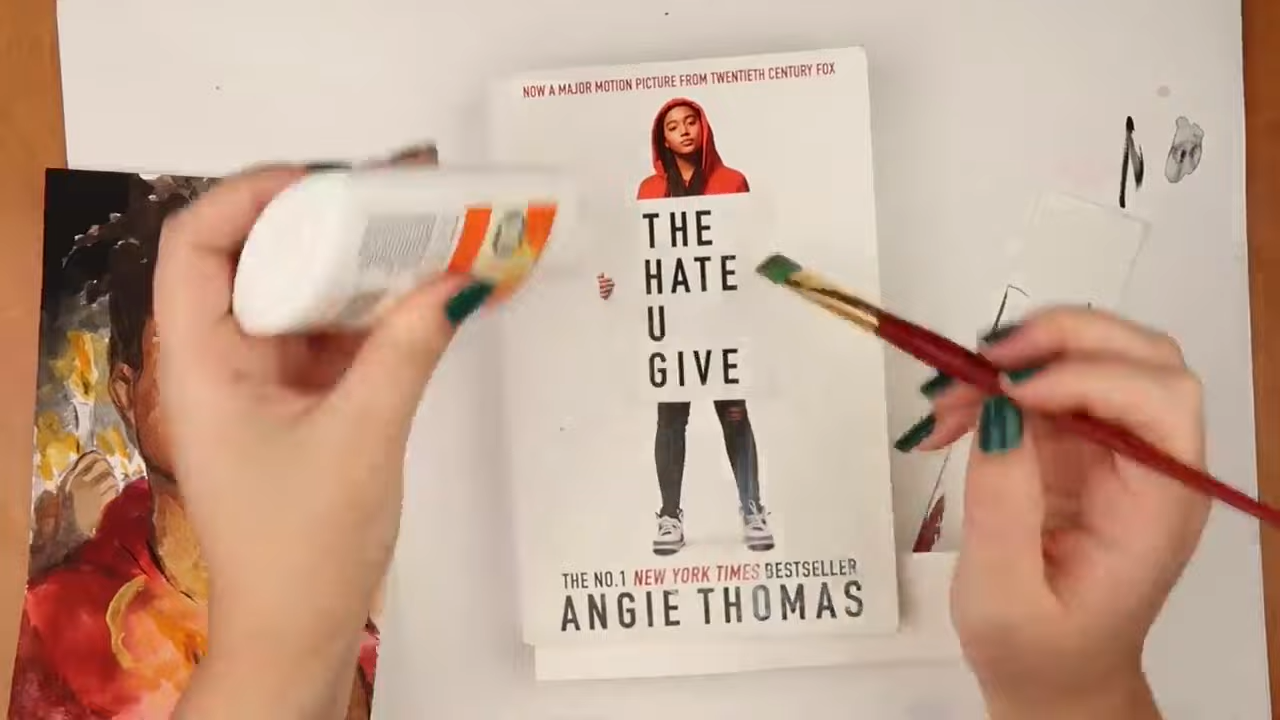 NOW A MAJOR MOTION PICTURE FROM TWENTIETH CENTURY FOX
THE
HATE
U
GIVE
THE NO.1 NEW YORK TIMES BESTSELLER
ANGIE THOMAS